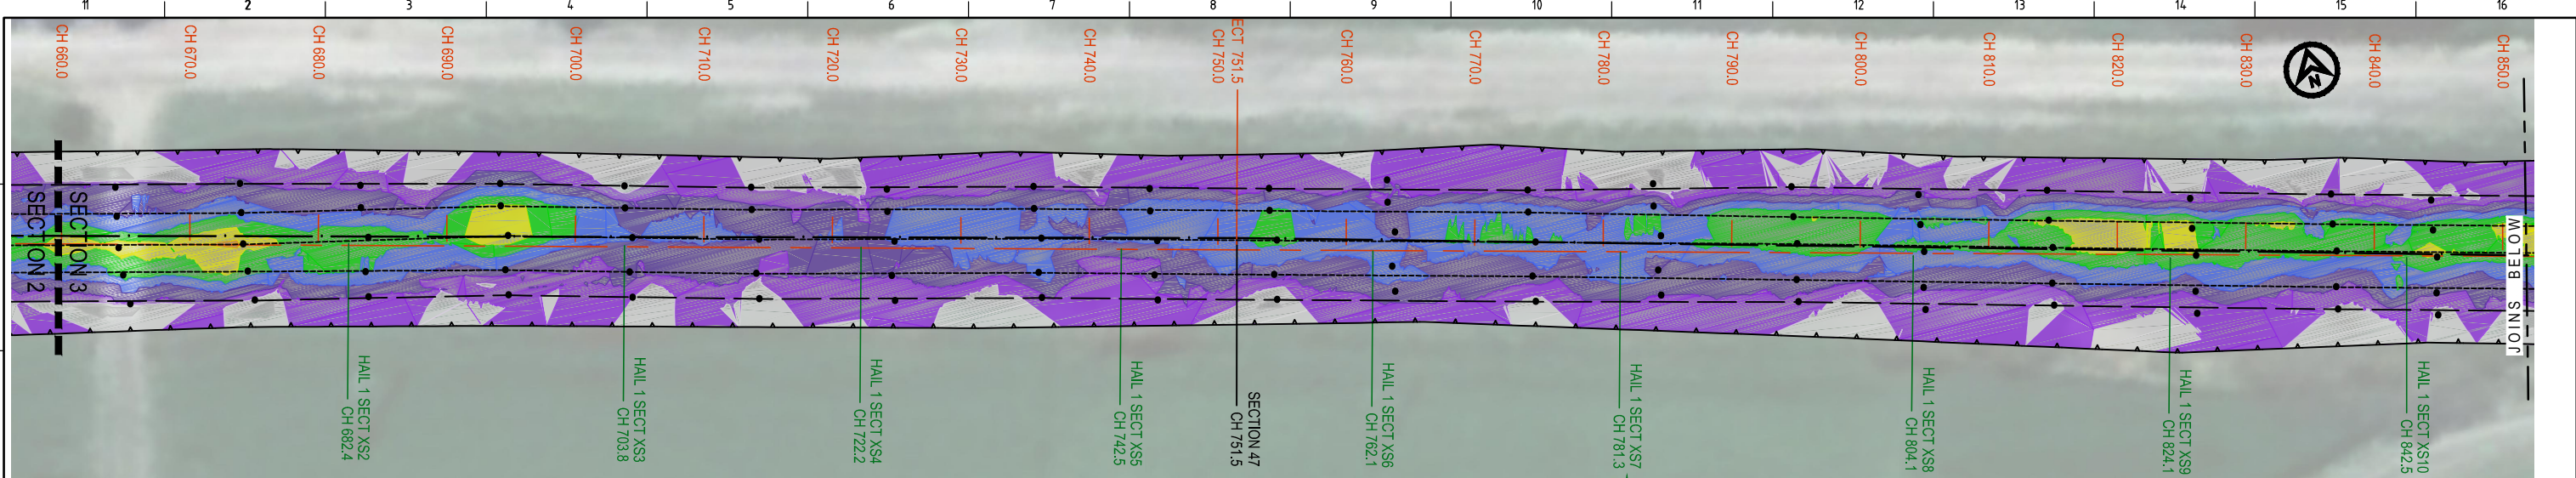 11 2 3 4 5 6 7 8 9 10 11 12 13 14 15 16
CH 660.0
CH 670.0
CH 680.0
CH 690.0
CH 700.0
CH 710.0
CH 720.0
CH 730.0
CH 740.0
CH 750.0
ECT 751.5
CH 760.0
CH 770.0
CH 780.0
CH 790.0
CH 800.0
CH 810.0
CH 820.0
CH 830.0
N
CH 840.0
CH 850.0
SECTION 3
SECTION 2
JOINS BELOW
HAIL 1 SECT XS2
CH 682.4
HAIL 1 SECT XS3
CH 703.8
HAIL 1 SECT XS4
CH 722.2
HAIL 1 SECT XS5
CH 742.5
SECTION 47
CH 751.5
HAIL 1 SECT XS6
CH 762.1
HAIL 1 SECT XS7
CH 781.3
HAIL 1 SECT XS8
CH 804.1
HAIL 1 SECT XS9
CH 824.1
HAIL 1 SECT XS10
CH 842.5